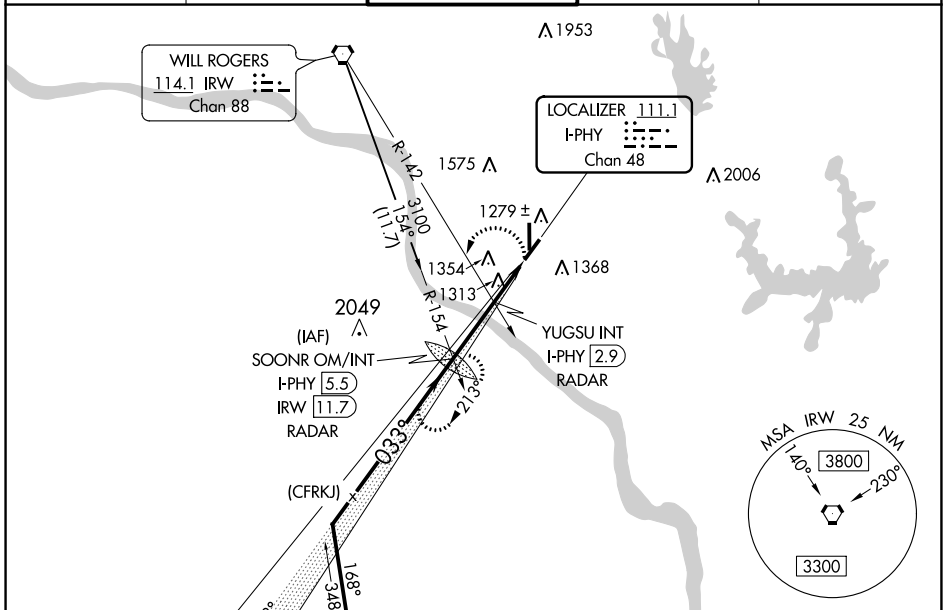 1953
WILL ROGERS
114.1 IRW
Chan 88
LOCALIZER 111.1
I-PHY
Chan 48
R-142
3100
154°
(11.7)
1575
2006
1279 ±
1354
1313
1368
R-154
2049
(IAF)
SOONR OM/INT
I-PHY 5.5
IRW 11.7
RADAR
YUGSU INT
I-PHY 2.9
RADAR
213°
033°
(CFRKJ)
168°
348
MSA IRW 25 NM
140°
3800
230°
3300